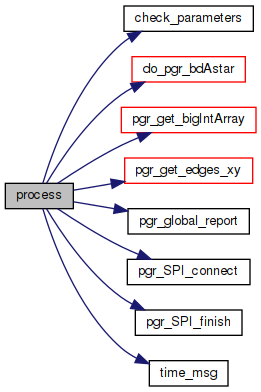 check_parameters
do_pgr_bdAstar
pgr_get_bigIntArray
pgr_get_edges_xy
process
pgr_global_report
pgr_SPI_connect
pgr_SPI_finish
time_msg